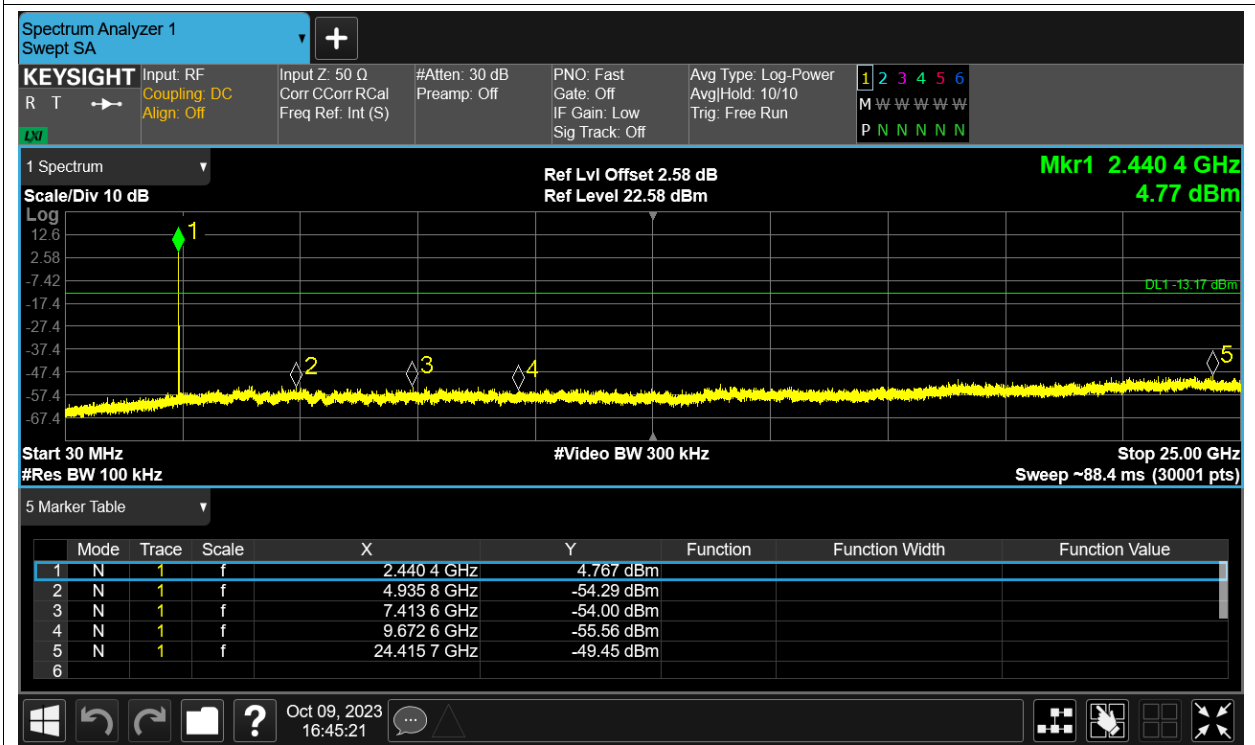 Spectrum Analyzer 1
Swept SA
+
KEYSIGHT Input: RF Input Z: 50 Ω #Atten: 30 dB PNO: Fast Avg Type: Log-Power 1 2 3 4 5 6
R T Coupling: DC Corr CCorr RCal Preamp: Off Gate: Off Avg|Hold: 10/10 M W W W W W W
Align: Off Freq Ref: Int (S) IF Gain: Low Trig: Free Run
LXI Sig Track: Off P N N N N N
1 Spectrum Ref Lvl Offset 2.58 dB Mkr1 2.440 4 GHz
Scale/Div 10 dB Ref Level 22.58 dBm 4.77 dBm
Log
12.6
2.58
-7.42
-17.4
-27.4
-37.4
-47.4
-57.4
-67.4
1
DL1 -13.17 dBm
2
3
4
5
Start 30 MHz #Video BW 300 kHz Stop 25.00 GHz
#Res BW 100 kHz Sweep ~88.4 ms (30001 pts)
5 Marker Table
Mode Trace Scale X Y Function Function Width Function Value
1 N 1 f 2.440 4 GHz 4.767 dBm
2 N 1 f 4.935 8 GHz -54.29 dBm
3 N 1 f 7.413 6 GHz -54.00 dBm
4 N 1 f 9.672 6 GHz -55.56 dBm
5 N 1 f 24.415 7 GHz -49.45 dBm
6
? Oct 09, 2023
16:45:21